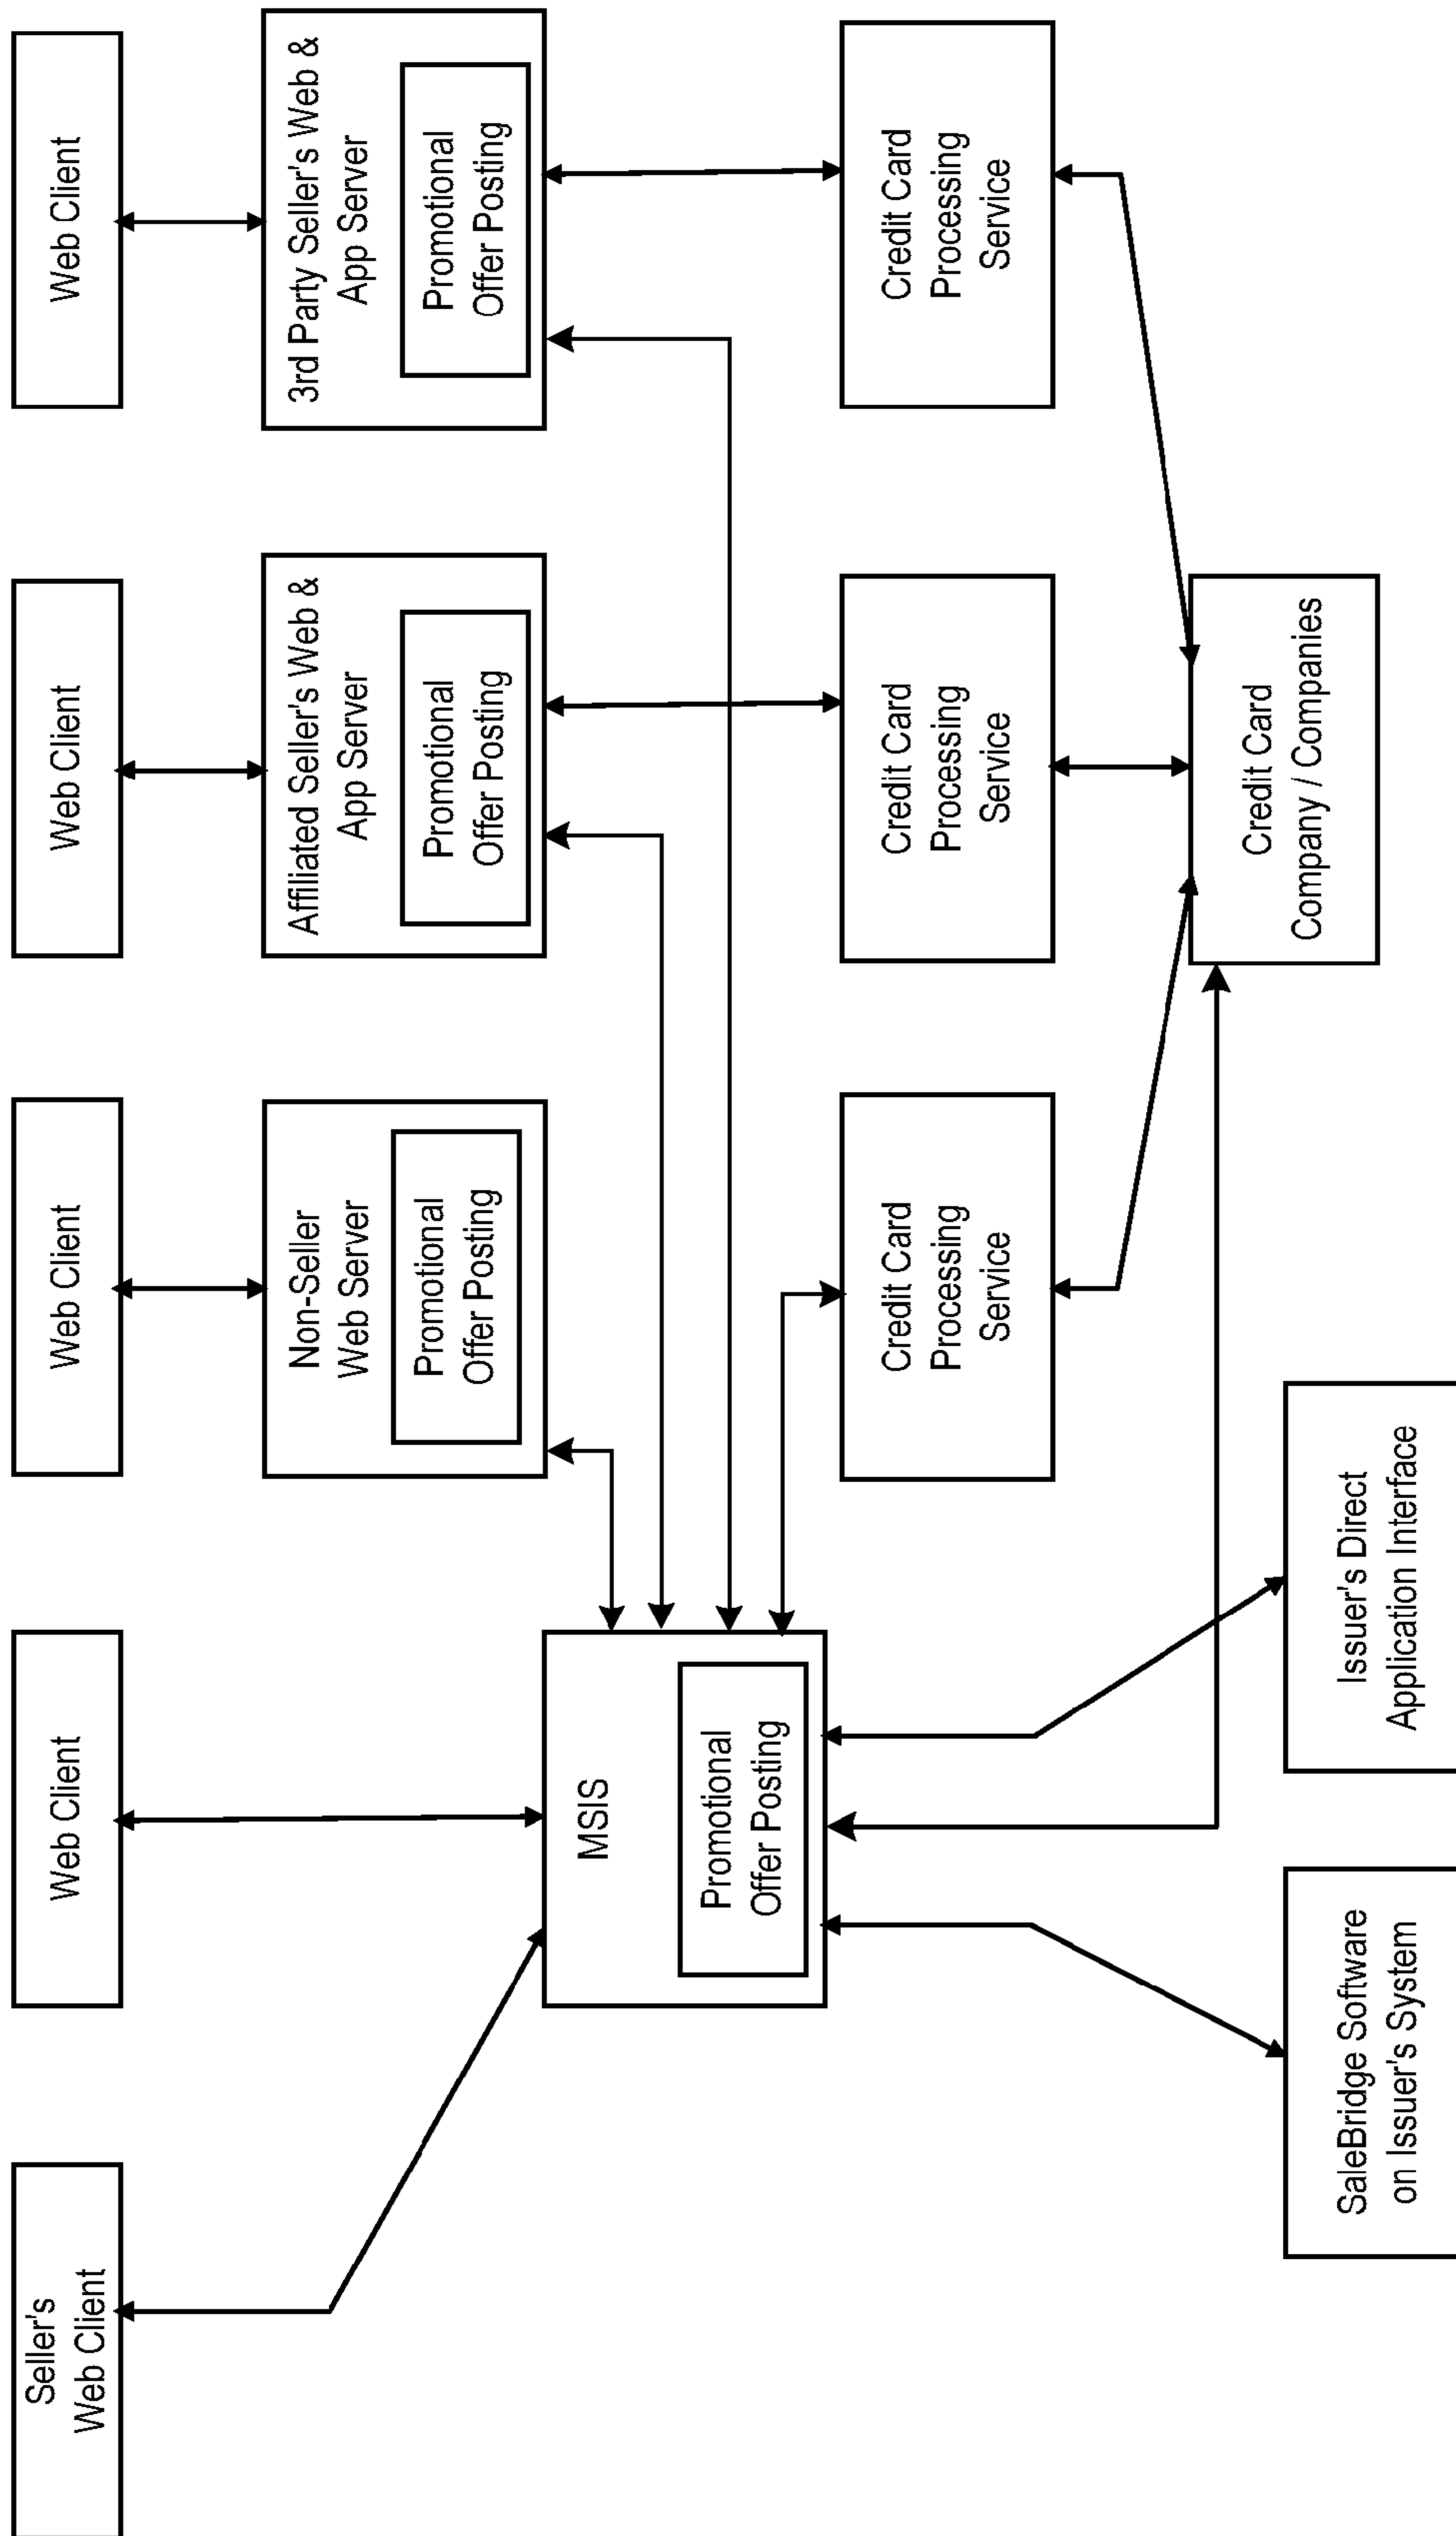 Seller's
Web Client
Web Client
Web Client
Web Client
Web Client
Non-Seller
Web Server
Promotional
Offer Posting
Affiliated Seller's Web &
App Server
Promotional
Offer Posting
3rd Party Seller's Web &
App Server
Promotional
Offer Posting
MSIS
Promotional
Offer Posting
Credit Card
Processing
Service
Credit Card
Processing
Service
Credit Card
Processing
Service
Credit Card
Company / Companies
SaleBridge Software
on Issuer's System
Issuer's Direct
Application Interface